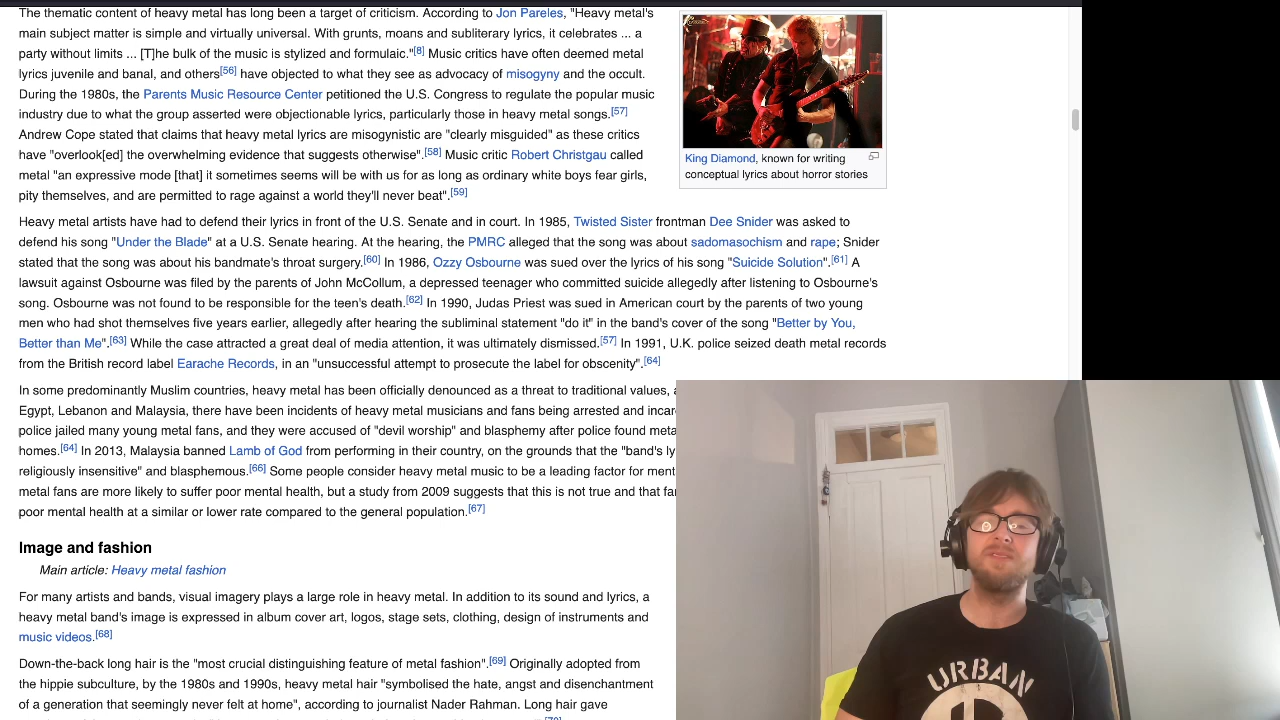 The thematic content of heavy metal has long been a target of criticism. According to Jon Pareles, "Heavy metal's
main subject matter is simple and virtually universal. With grunts, moans and subliterary lyrics, it celebrates ... a
party without limits ... [T]he bulk of the music is stylized and formulaic."[8] Music critics have often deemed metal
lyrics juvenile and banal, and others[56] have objected to what they see as advocacy of misogyny and the occult.
During the 1980s, the Parents Music Resource Center petitioned the U.S. Congress to regulate the popular music
industry due to what the group asserted were objectionable lyrics, particularly those in heavy metal songs.[57]
Andrew Cope stated that claims that heavy metal lyrics are misogynistic are "clearly misguided" as these critics
have "overlook[ed] the overwhelming evidence that suggests otherwise".[58] Music critic Robert Christgau called
metal "an expressive mode [that] it sometimes seems will be with us for as long as ordinary white boys fear girls,
pity themselves, and are permitted to rage against a world they'll never beat".[59]
King Diamond, known for writing
conceptual lyrics about horror stories
Heavy metal artists have had to defend their lyrics in front of the U.S. Senate and in court. In 1985, Twisted Sister frontman Dee Snider was asked to
defend his song "Under the Blade" at a U.S. Senate hearing. At the hearing, the PMRC alleged that the song was about sadomasochism and rape; Snider
stated that the song was about his bandmate's throat surgery.[60] In 1986, Ozzy Osbourne was sued over the lyrics of his song "Suicide Solution".[61] A
lawsuit against Osbourne was filed by the parents of John McCollum, a depressed teenager who committed suicide allegedly after listening to Osbourne's
song. Osbourne was not found to be responsible for the teen's death.[62] In 1990, Judas Priest was sued in American court by the parents of two young
men who had shot themselves five years earlier, allegedly after hearing the subliminal statement "do it" in the band's cover of the song "Better by You,
Better than Me".[63] While the case attracted a great deal of media attention, it was ultimately dismissed.[57] In 1991, U.K. police seized death metal records
from the British record label Earache Records, in an "unsuccessful attempt to prosecute the label for obscenity".[64]
In some predominantly Muslim countries, heavy metal has been officially denounced as a threat to traditional values,
Egypt, Lebanon and Malaysia, there have been incidents of heavy metal musicians and fans being arrested and
police jailed many young metal fans, and they were accused of "devil worship" and blasphemy after police found
homes.[64] In 2013, Malaysia banned Lamb of God from performing in their country, on the grounds that the "band's
religiously insensitive" and blasphemous.[66] Some people consider heavy metal music to be a leading factor for
metal fans are more likely to suffer poor mental health, but a study from 2009 suggests that this is not true and that
poor mental health at a similar or lower rate compared to the general population.[67]
Image and fashion
Main article: Heavy metal fashion
For many artists and bands, visual imagery plays a large role in heavy metal. In addition to its sound and lyrics, a
heavy metal band's image is expressed in album cover art, logos, stage sets, clothing, design of instruments and
music videos.[68]
Down-the-back long hair is the "most crucial distinguishing feature of metal fashion".[69] Originally adopted from
the hippie subculture, by the 1980s and 1990s, heavy metal hair "symbolised the hate, angst and disenchantment
of a generation that seemingly never felt at home", according to journalist Nader Rahman. Long hair gave
URBAN